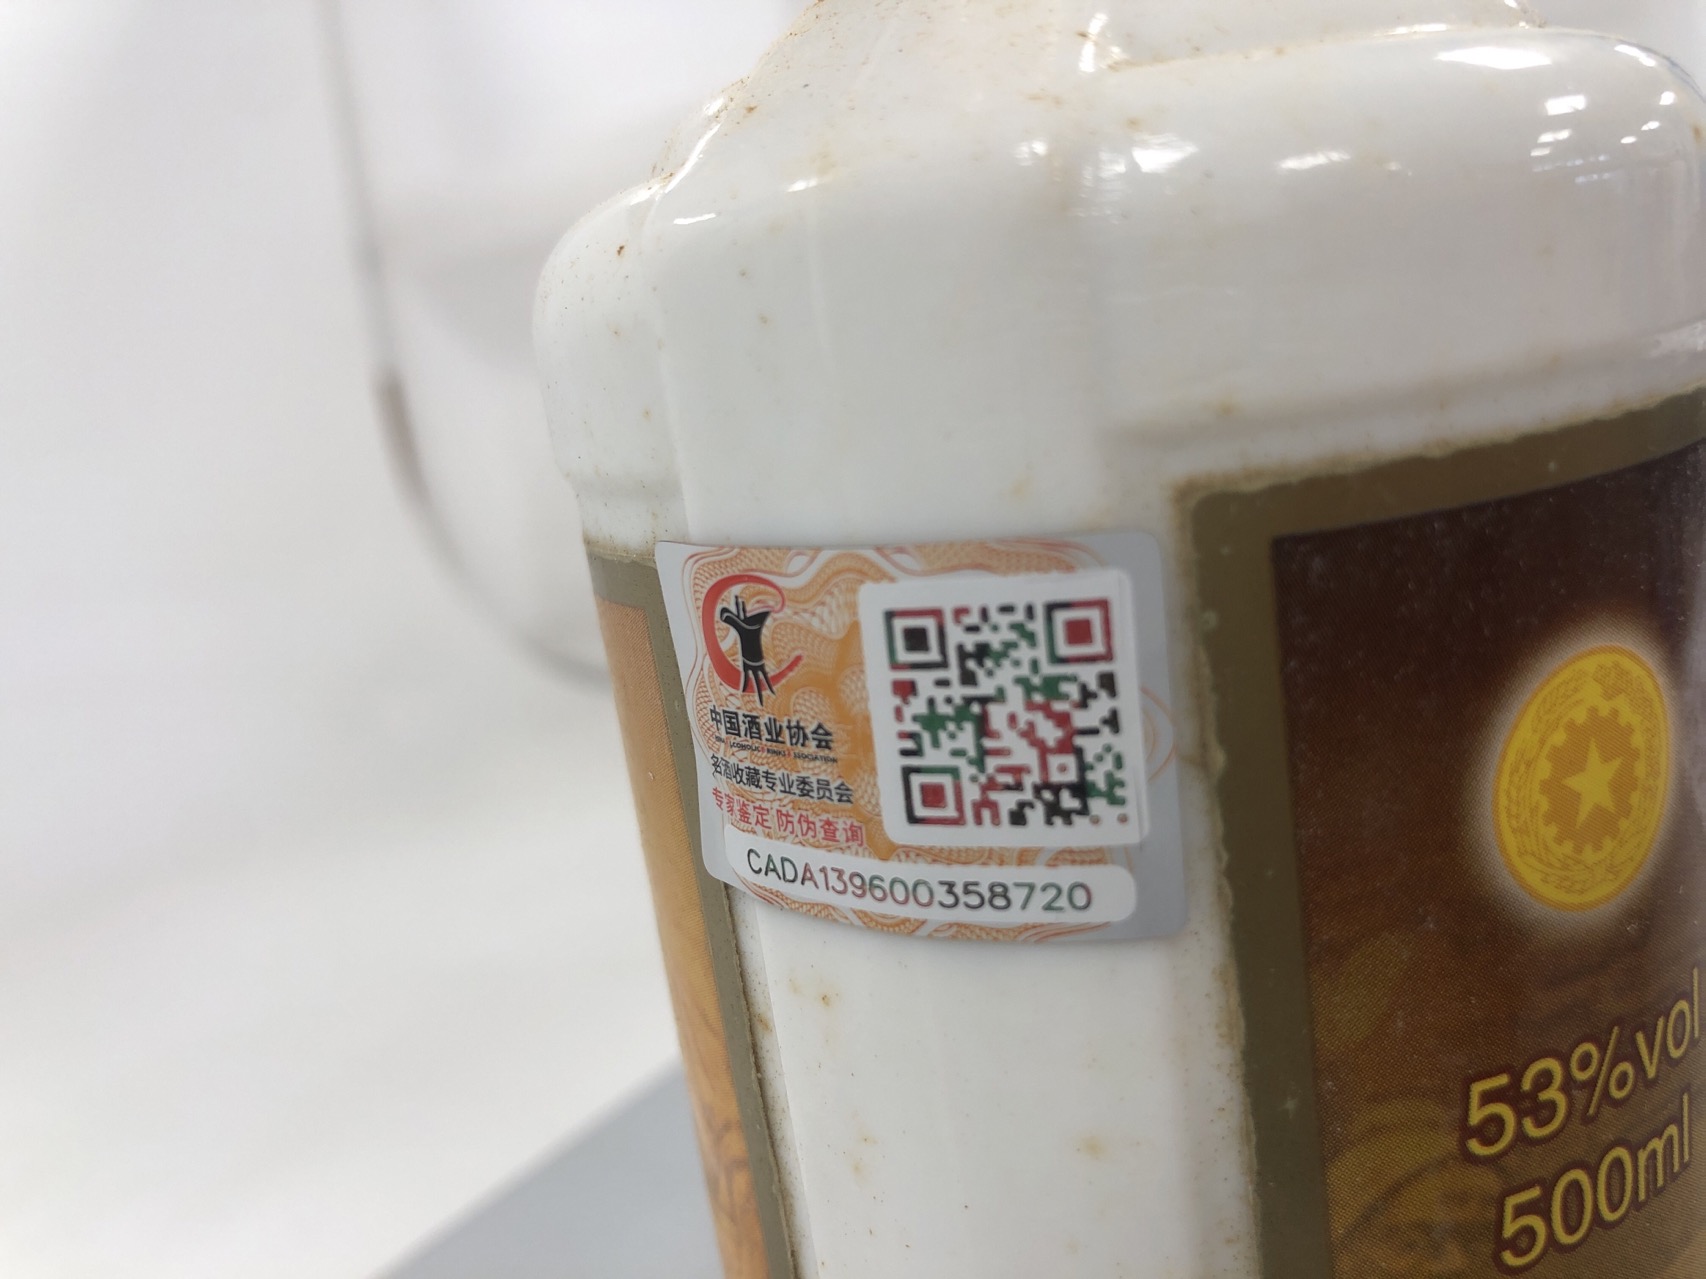 中国酒业协会
名酒收藏专业委员会
专家鉴定 防伪查询
CADA139600358720
53%vol
500ml